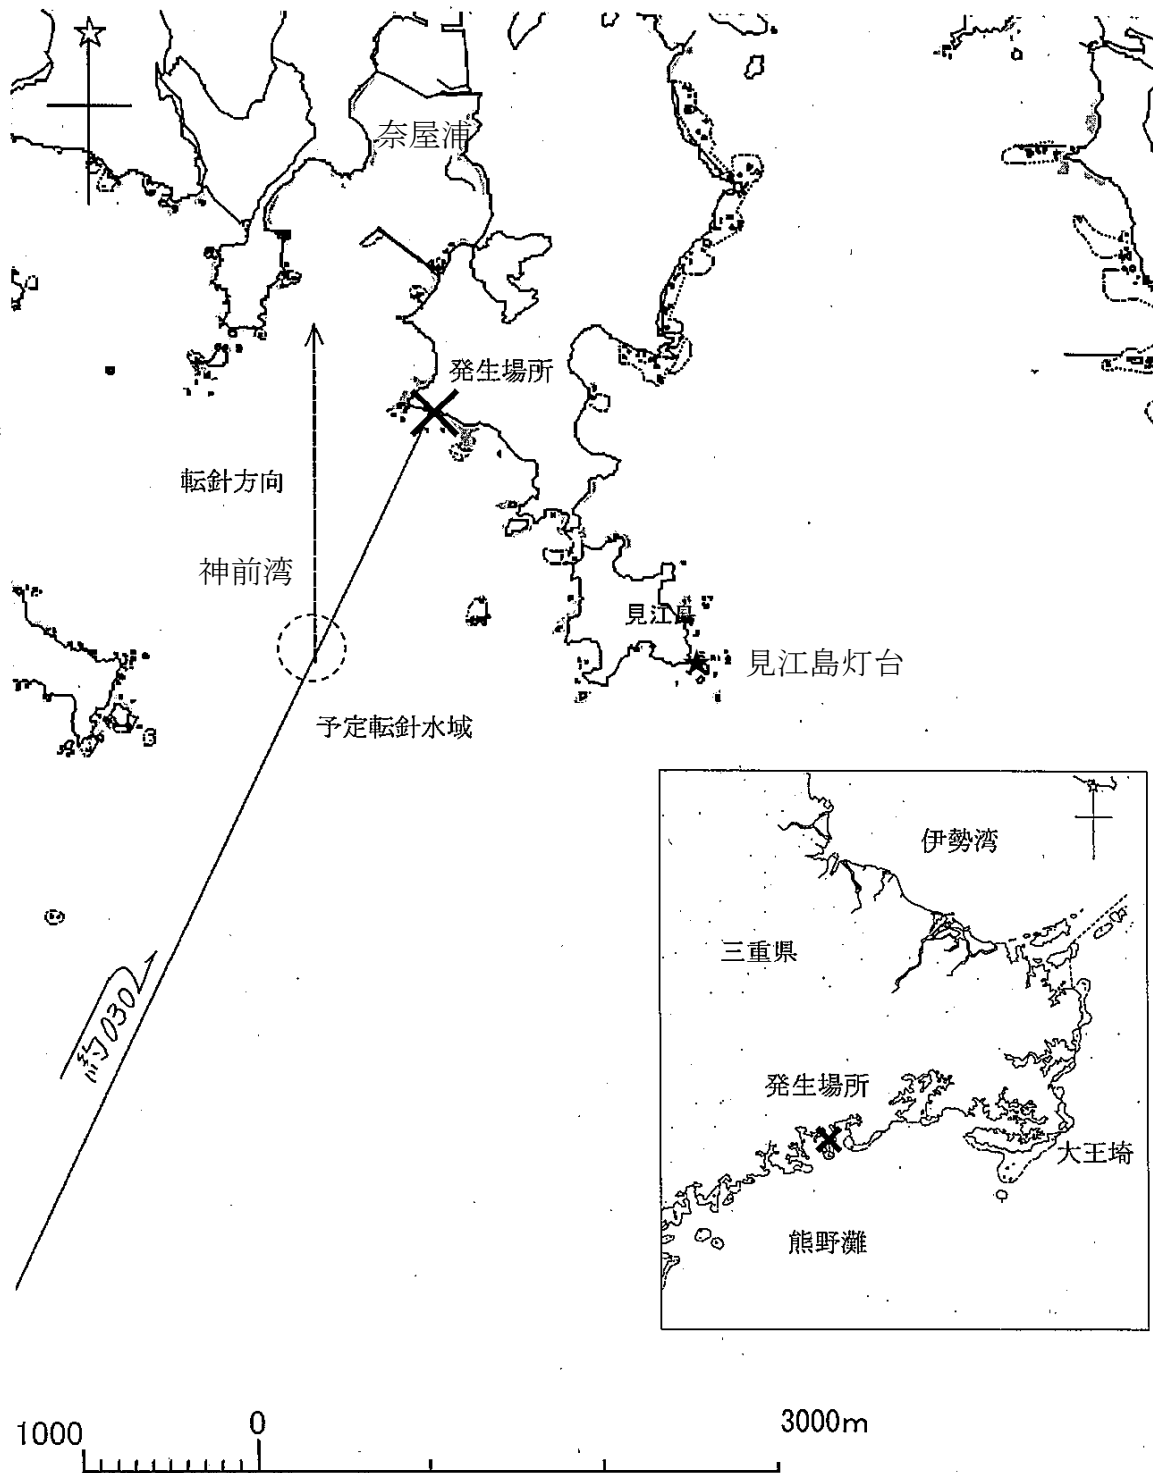 奈屋浦
発生場所
転針方向
神前湾
見江島
見江島灯台
予定転針水域
約030
伊勢湾
三重県
発生場所
大王埼
熊野灘
1000 0 3000m